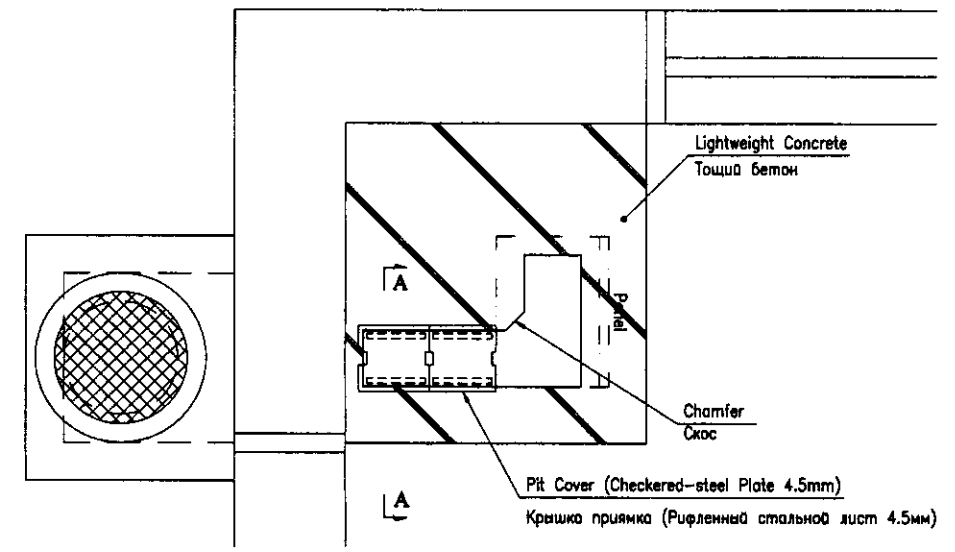 Lightweight Concrete
Тощий бетон
A
Panel
Chamfer
Скос
Pit Cover (Checkered-steel Plate 4.5mm)
A
Крышка приямка (Рифленный стальной лист 4.5мм)